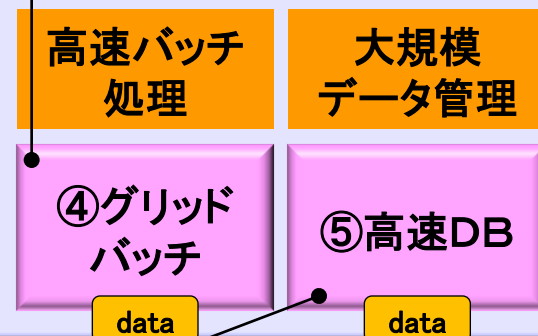 高速バッチ
処理
大規模
データ管理
④グリッド
バッチ
⑤高速DB
data
data